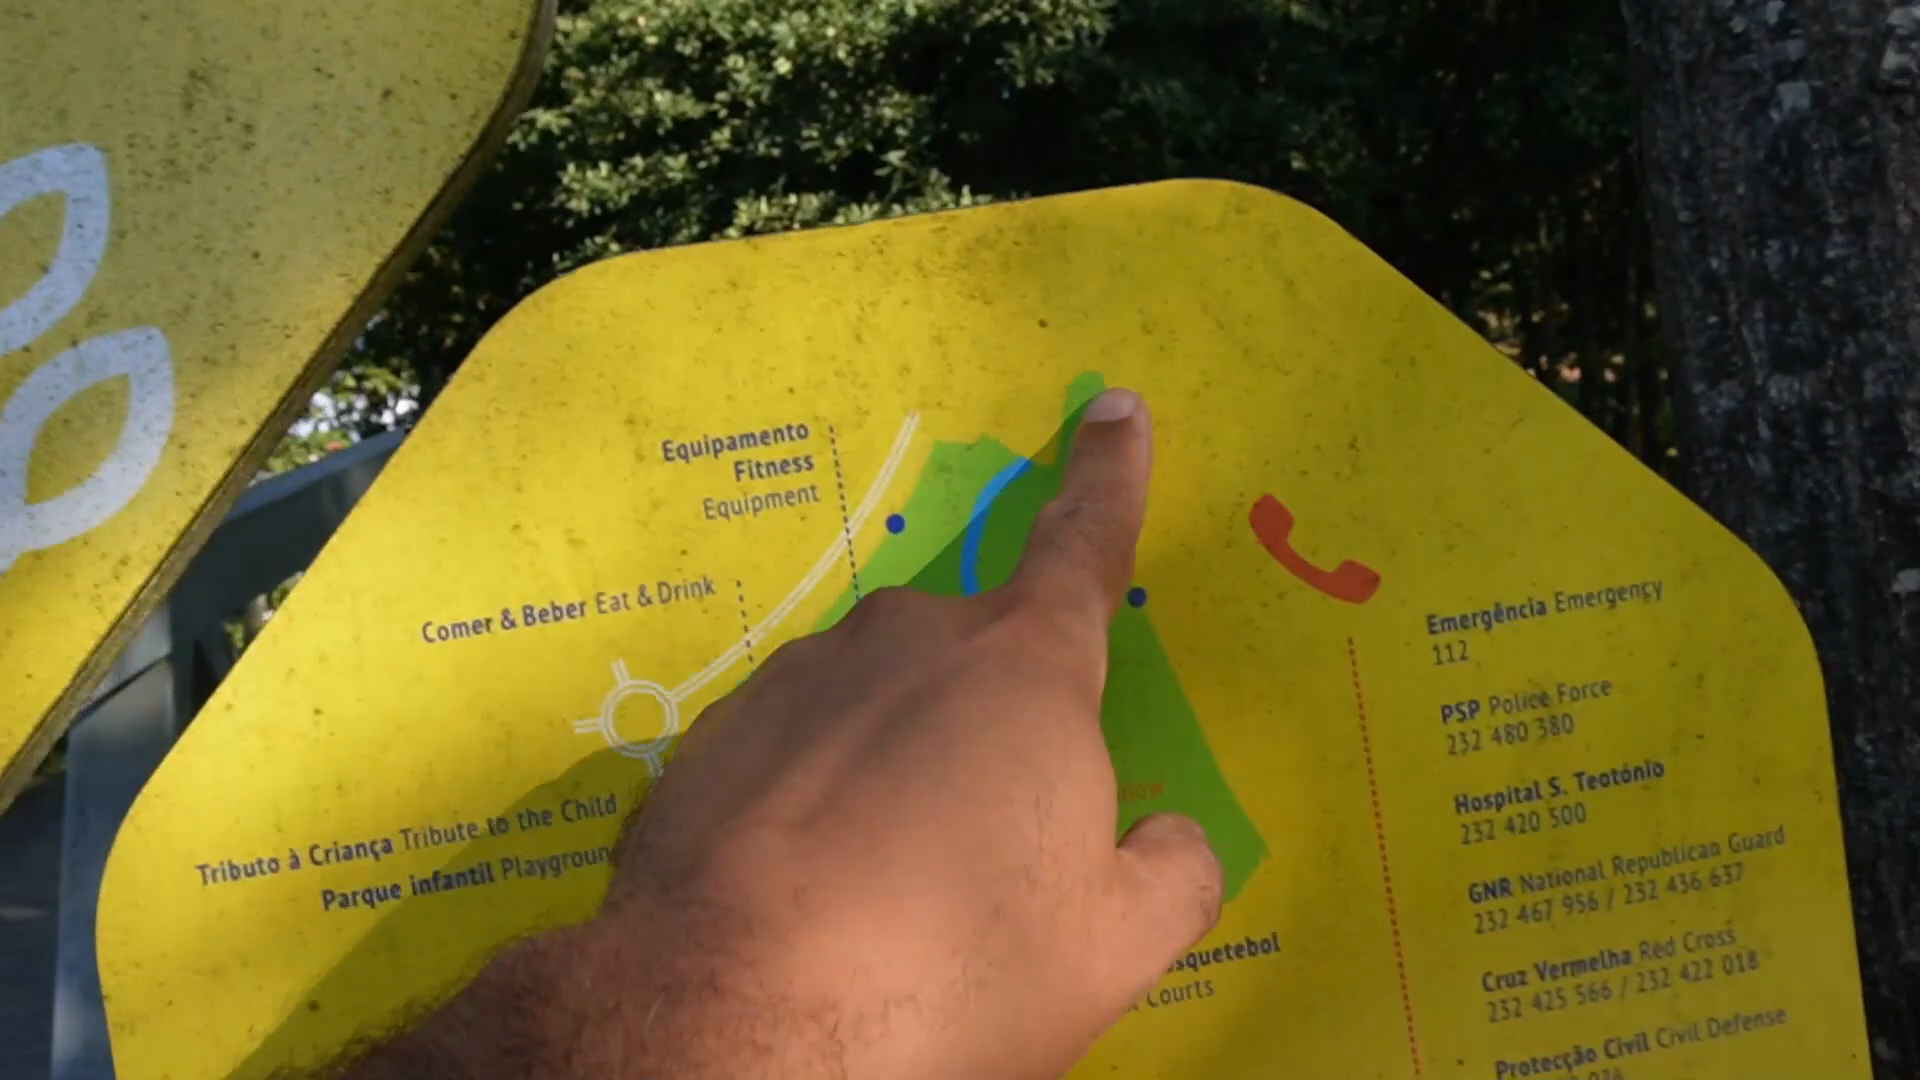 Equipamento
Fitness
Equipment
Comer & Beber Eat & Drink
Tributo à Criança Tribute to the Child
Parque infantil
Courts
Emergência Emergency
112
PSP Police Force
232 480 380
Hospital S. Teotónio
232 420 500
GNR National Republican Guard
232 467 956 / 232 436 637
Cruz Vermelha Red Cross
232 425 566 / 232 422 018
Protecção Civil Civil Defense